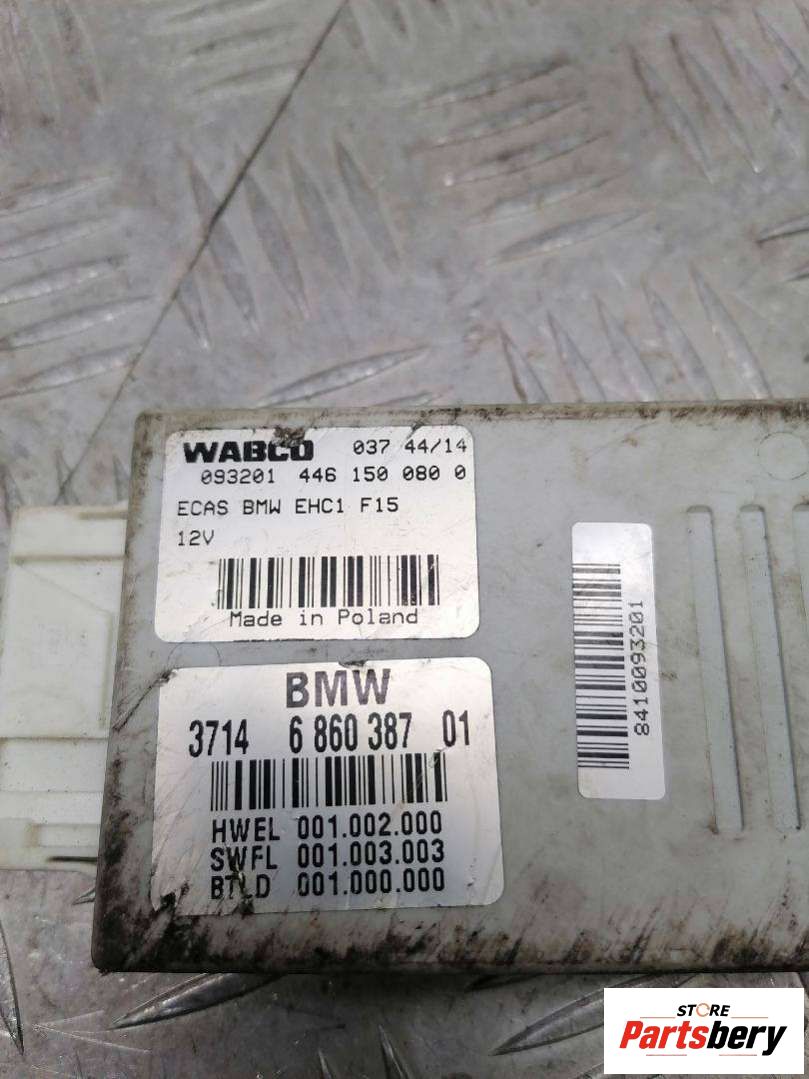 WABCO 037 44/14
093201 446 150 080 0
ECAS BMW EHC1 F15
12V
Made in Poland
BMW
3714 6 860 387 01
HWEL 001.002.000
SWFL 001.003.003
BTLD 001.000.000
8410093201
STORE
Partsbery